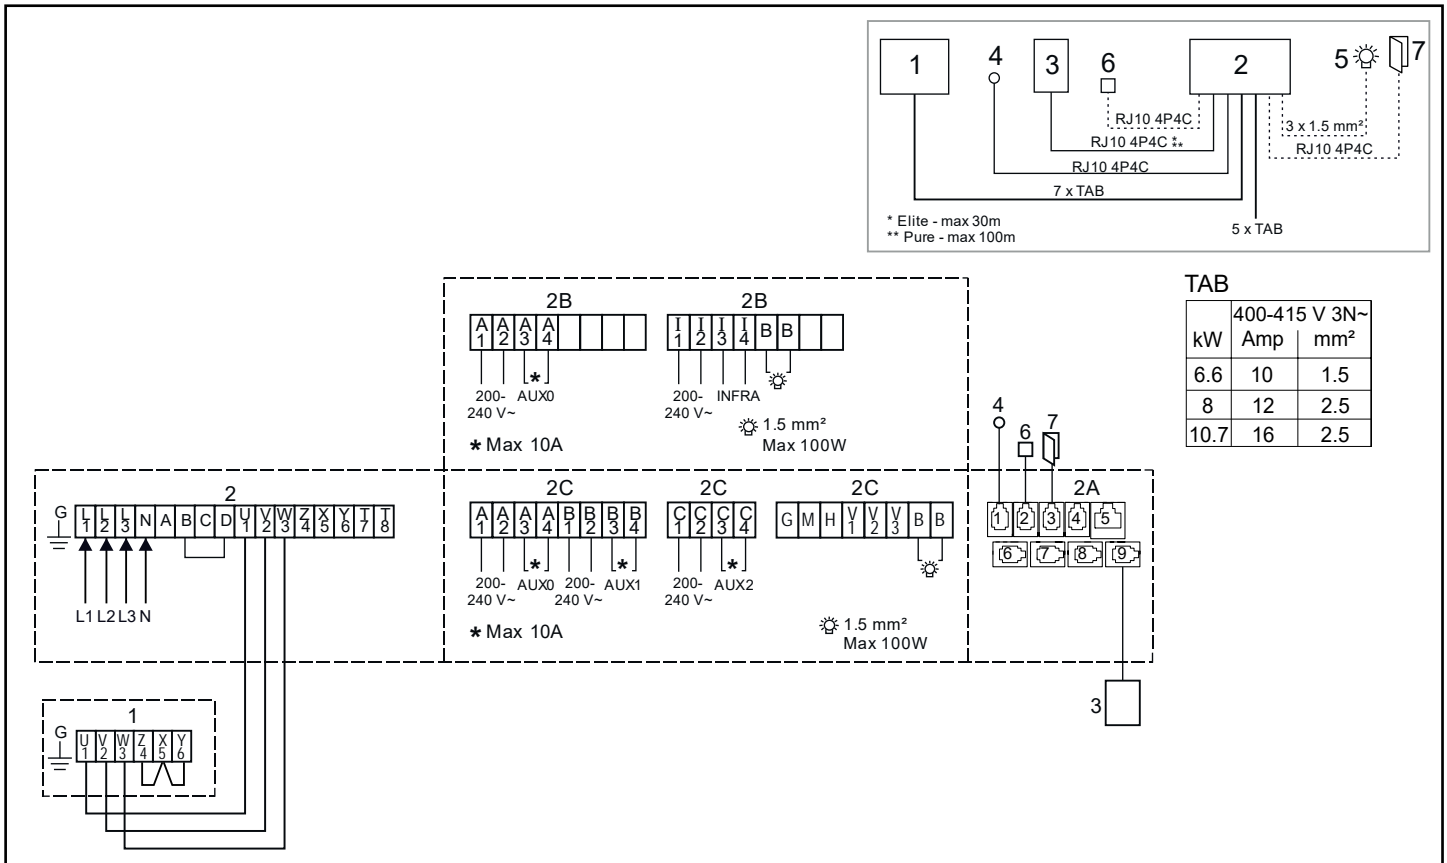 1 4 3 6 2 5 7
RJ10 4P4C
3 x 1.5 mm²
RJ10 4P4C *
**
RJ10 4P4C
RJ10 4P4C
7 x TAB
* Elite - max 30m
** Pure - max 100m
5 x TAB
TAB
400-415 V 3N~
kW Amp mm²
6.6 10 1.5
8 12 2.5
10.7 16 2.5
2B
A1 A2 A3 A4
*
200-240 V~ AUX0
* Max 10A
2B
I1 I2 I3 I4 B B
200-240 V~ INFRA
1.5 mm²
Max 100W
2
G L1 L2 L3 N A B C D U1 V2 W3 Z4 X5 Y6 T7 T8
L1 L2 L3 N
2C
A1 A2 A3 A4 B1 B2 B3 B4
* *
200-240 V~ AUX0 200-240 V~ AUX1
* Max 10A
2C
C1 C2 C3 C4
*
200-240 V~ AUX2
2C
G M H V1 V2 V3 B B
1.5 mm²
Max 100W
4 6 7
2A
1 2 3 4 5
6 7 8 9
3
1
G U1 V2 W3 Z4 X5 Y6